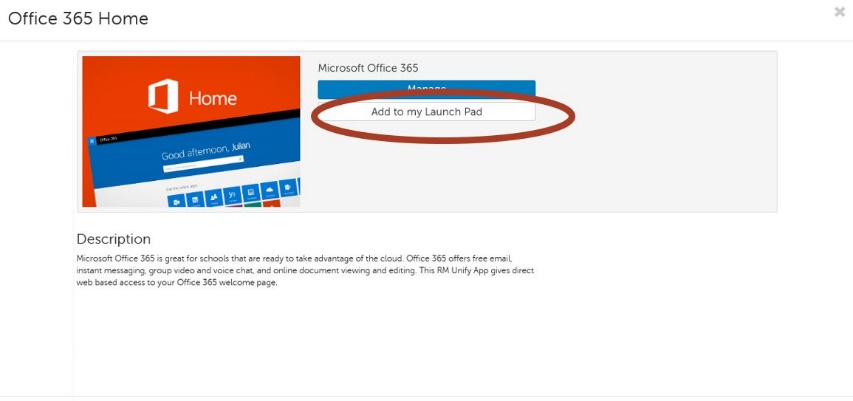 Office 365 Home
Microsoft Office 365
Manage
Home
Add to my Launch Pad
Office 365
Good afternoon, Julian
Description
Microsoft Office 365 is great for schools that are ready to take advantage of the cloud. Office 365 offers free email,
instant messaging, group video and voice chat, and online document viewing and editing. This RM Unify App gives direct
web based access to your Office 365 welcome page.